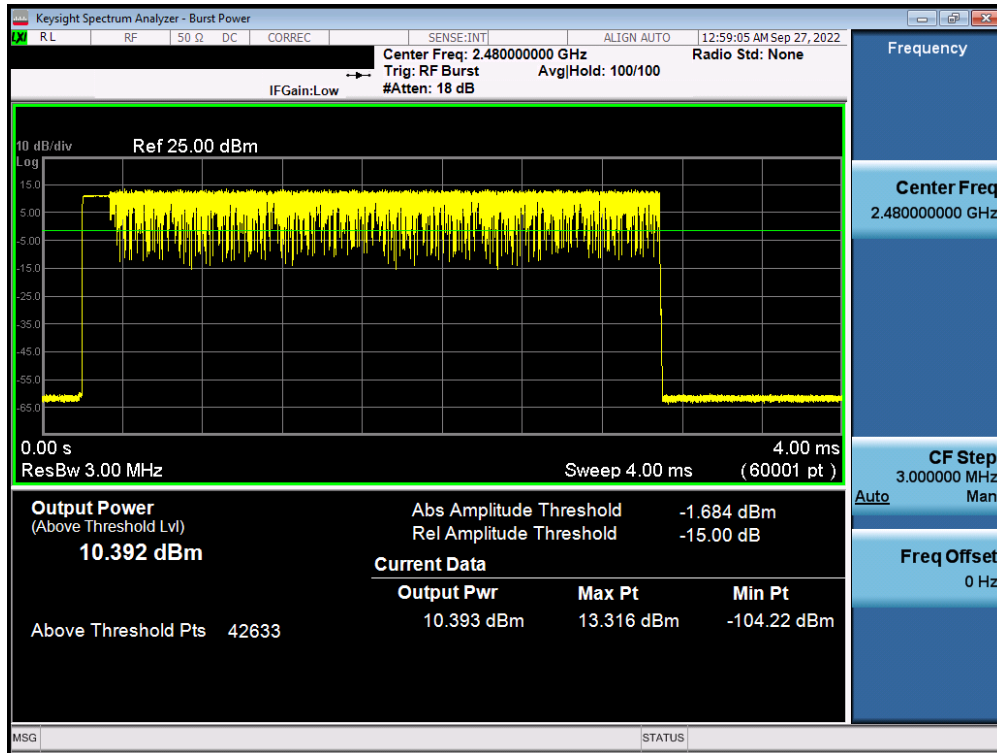 Keysight Spectrum Analyzer - Burst Power
LXI RL RF 50 Ω DC CORREC SENSE:INT ALIGN AUTO 12:59:05 AM Sep 27, 2022
Center Freq: 2.480000000 GHz Radio Std: None
Trig: RF Burst Avg|Hold: 100/100
IFGain:Low #Atten: 18 dB
Frequency
10 dB/div Ref 25.00 dBm
Log
15.0
5.00
-5.00
-15.0
-25.0
-35.0
-45.0
-55.0
-65.0
0.00 s 4.00 ms
ResBw 3.00 MHz Sweep 4.00 ms (60001 pt)
Center Freq
2.480000000 GHz
CF Step
3.000000 MHz
Auto Man
Freq Offset
0 Hz
Output Power
(Above Threshold Lvl)
10.392 dBm
Above Threshold Pts 42633
Abs Amplitude Threshold -1.684 dBm
Rel Amplitude Threshold -15.00 dB
Current Data
Output Pwr Max Pt Min Pt
10.393 dBm 13.316 dBm -104.22 dBm
MSG STATUS